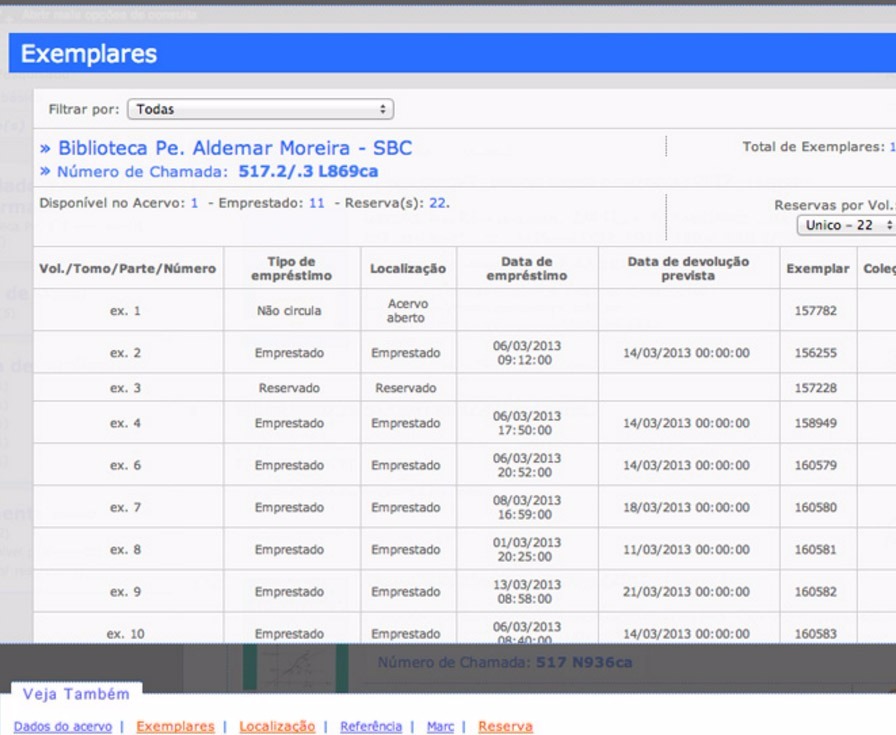 Abrir mais opções de consulta
Exemplares
Filtrar por: Todas
» Biblioteca Pe. Aldemar Moreira - SBC
Total de Exemplares: 1
» Número de Chamada: 517.2/.3 L869ca
Disponível no Acervo: 1 - Emprestado: 11 - Reserva(s): 22.
Reservas por Vol.
Unico - 22
Vol./Tomo/Parte/Número Tipo de empréstimo Localização Data de empréstimo Data de devolução prevista Exemplar Coleç
ex. 1 Não circula Acervo aberto 157782
ex. 2 Emprestado Emprestado 06/03/2013 09:12:00 14/03/2013 00:00:00 156255
ex. 3 Reservado Reservado 157228
ex. 4 Emprestado Emprestado 06/03/2013 17:50:00 14/03/2013 00:00:00 158949
ex. 6 Emprestado Emprestado 06/03/2013 20:52:00 14/03/2013 00:00:00 160579
ex. 7 Emprestado Emprestado 08/03/2013 16:59:00 18/03/2013 00:00:00 160580
ex. 8 Emprestado Emprestado 01/03/2013 20:25:00 11/03/2013 00:00:00 160581
ex. 9 Emprestado Emprestado 13/03/2013 08:58:00 21/03/2013 00:00:00 160582
ex. 10 Emprestado Emprestado 06/03/2013 08:40:00 14/03/2013 00:00:00 160583
Número de Chamada: 517 N936ca
Veja Também
Dados do acervo | Exemplares | Localização | Referência | Marc | Reserva